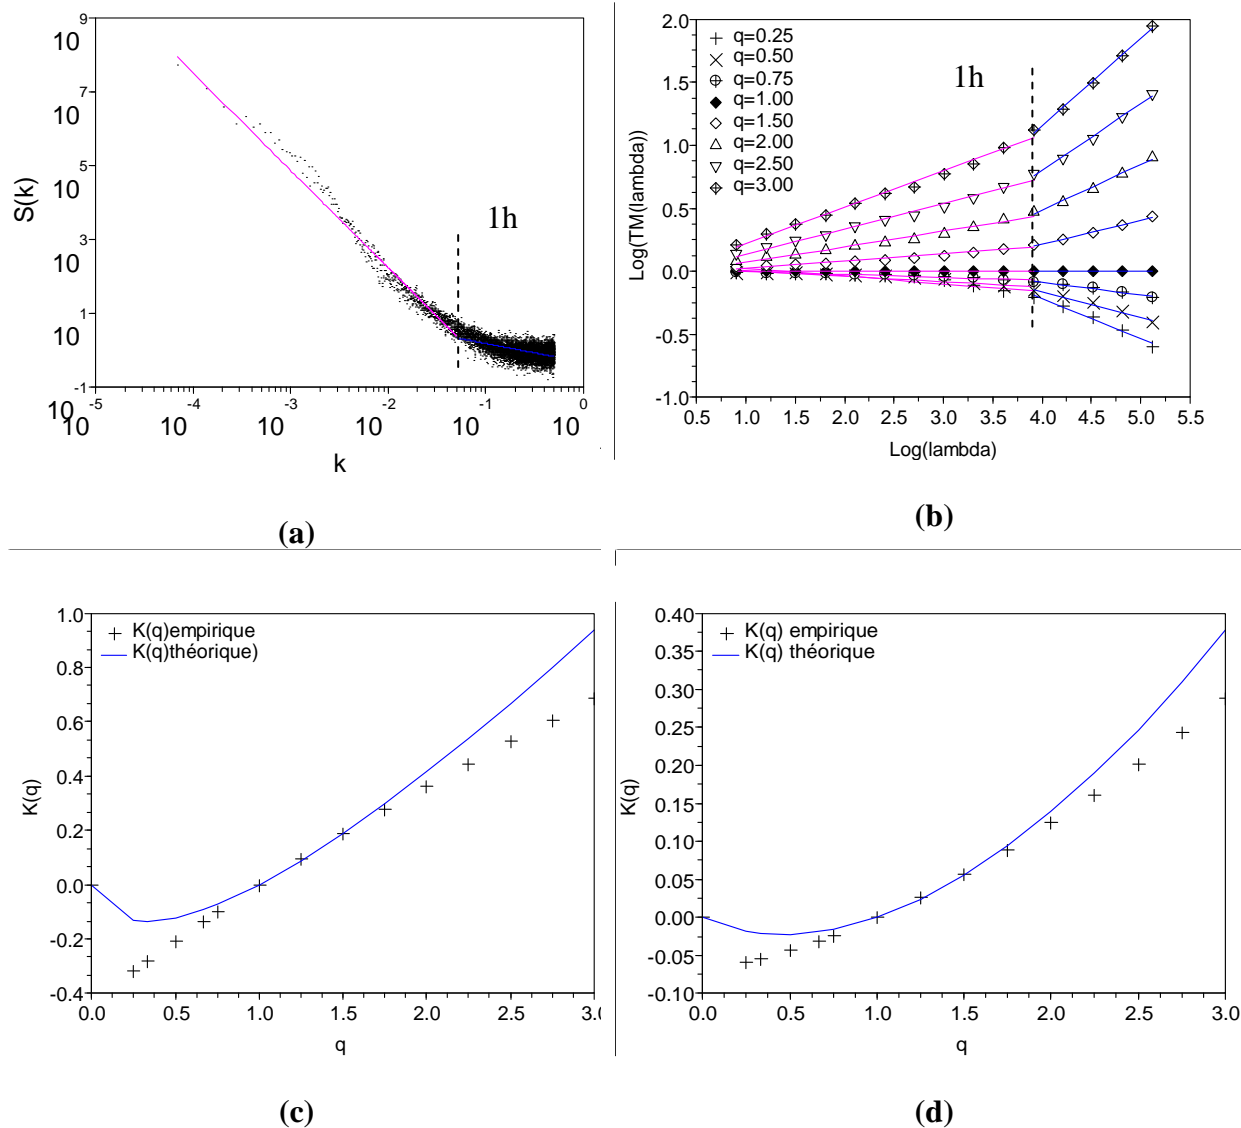 10 9
10 7
10 5
10 3
10 1
10 -1
S(k)
1h
10 -5
10 -4
10 -3
10 -2
10 -1
10 0
k
(a)
2.0
1.5
1.0
0.5
0.0
-0.5
-1.0
Log(TM(lambda))
q=0.25
q=0.50
q=0.75
q=1.00
q=1.50
q=2.00
q=2.50
q=3.00
1h
0.5 1.0 1.5 2.0 2.5 3.0 3.5 4.0 4.5 5.0 5.5
Log(lambda)
(b)
1.0
0.8
0.6
0.4
0.2
0.0
-0.2
-0.4
K(q)
K(q)empirique
K(q)théorique)
0.0 0.5 1.0 1.5 2.0 2.5
q
(c)
0.40
0.35
0.30
0.25
0.20
0.15
0.10
0.05
0.00
-0.05
-0.10
K(q)
K(q) empirique
K(q) théorique
0.0 0.5 1.0 1.5 2.0 2.5 3.0
q
(d)